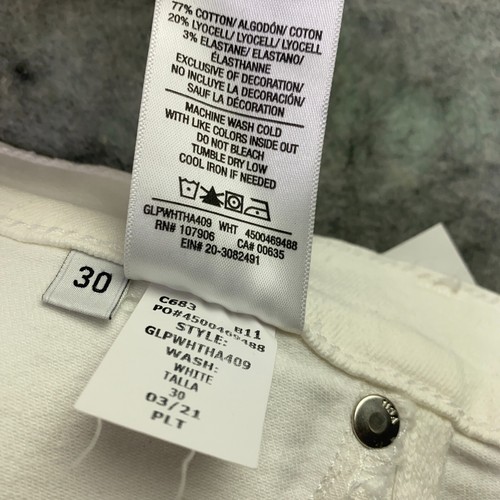 77% COTTON/ ALGODÓN/ COTON
20% LYOCELL/ LYOCELL/ LYOCELL
3% ELASTANE/ ELASTANO/
ÉLASTHANNE
EXCLUSIVE OF DECORATION/
NO INCLUYE LA DECORACIÓN/
SAUF LA DÉCORATION
MACHINE WASH COLD
WITH LIKE COLORS INSIDE OUT
DO NOT BLEACH
TUMBLE DRY LOW
COOL IRON IF NEEDED
GLPWHTHA409 WHT 4500469488
RN# 107906 CA# 00635
EIN# 20-3082491
30
C683 B11
PO#4500469488
STYLE:
GLPWHTHA409
WASH:
WHITE
TALLA
30
03/21
PLT